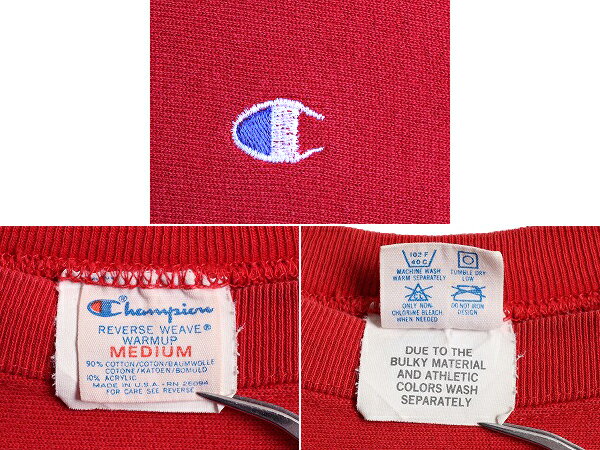 Champion
REVERSE WEAVE®
WARMUP
MEDIUM
90% COTTON/COTON/BAUMWOLLE
COTONE/KATOEN/BOMULD
10% ACRYLIC
MADE IN U.S.A. - RN 26094
FOR CARE SEE REVERSE
102 F
40 C
MACHINE WASH
WARM SEPARATELY
TUMBLE DRY
LOW
CL
ONLY NON-
CHLORINE BLEACH
WHEN NEEDED
DO NOT IRON
DESIGN
DUE TO THE
BULKY MATERIAL
AND ATHLETIC
COLORS WASH
SEPARATELY